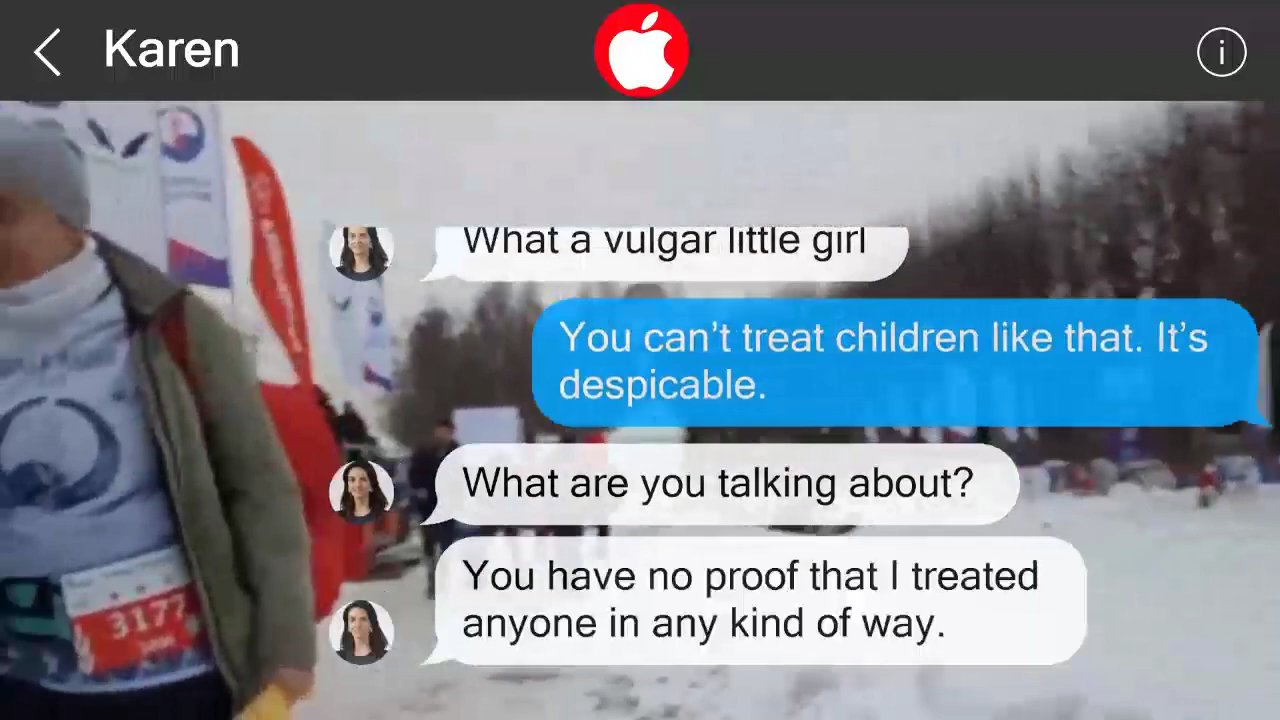 Karen
What a vulgar little girl
You can’t treat children like that. It’s
despicable.
What are you talking about?
You have no proof that I treated
anyone in any kind of way.
3177